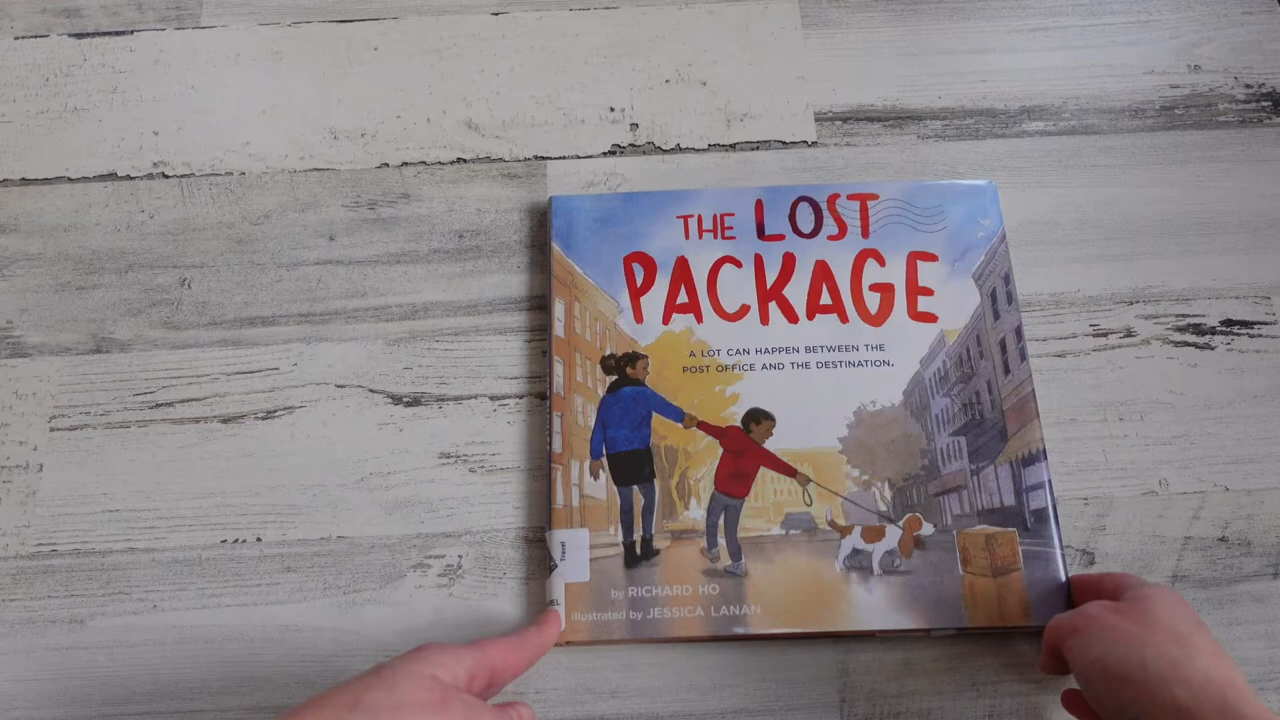 THE LOST
PACKAGE
A LOT CAN HAPPEN BETWEEN THE
POST OFFICE AND THE DESTINATION.
Travel
EL
by RICHARD HO
illustrated by JESSICA LANAN